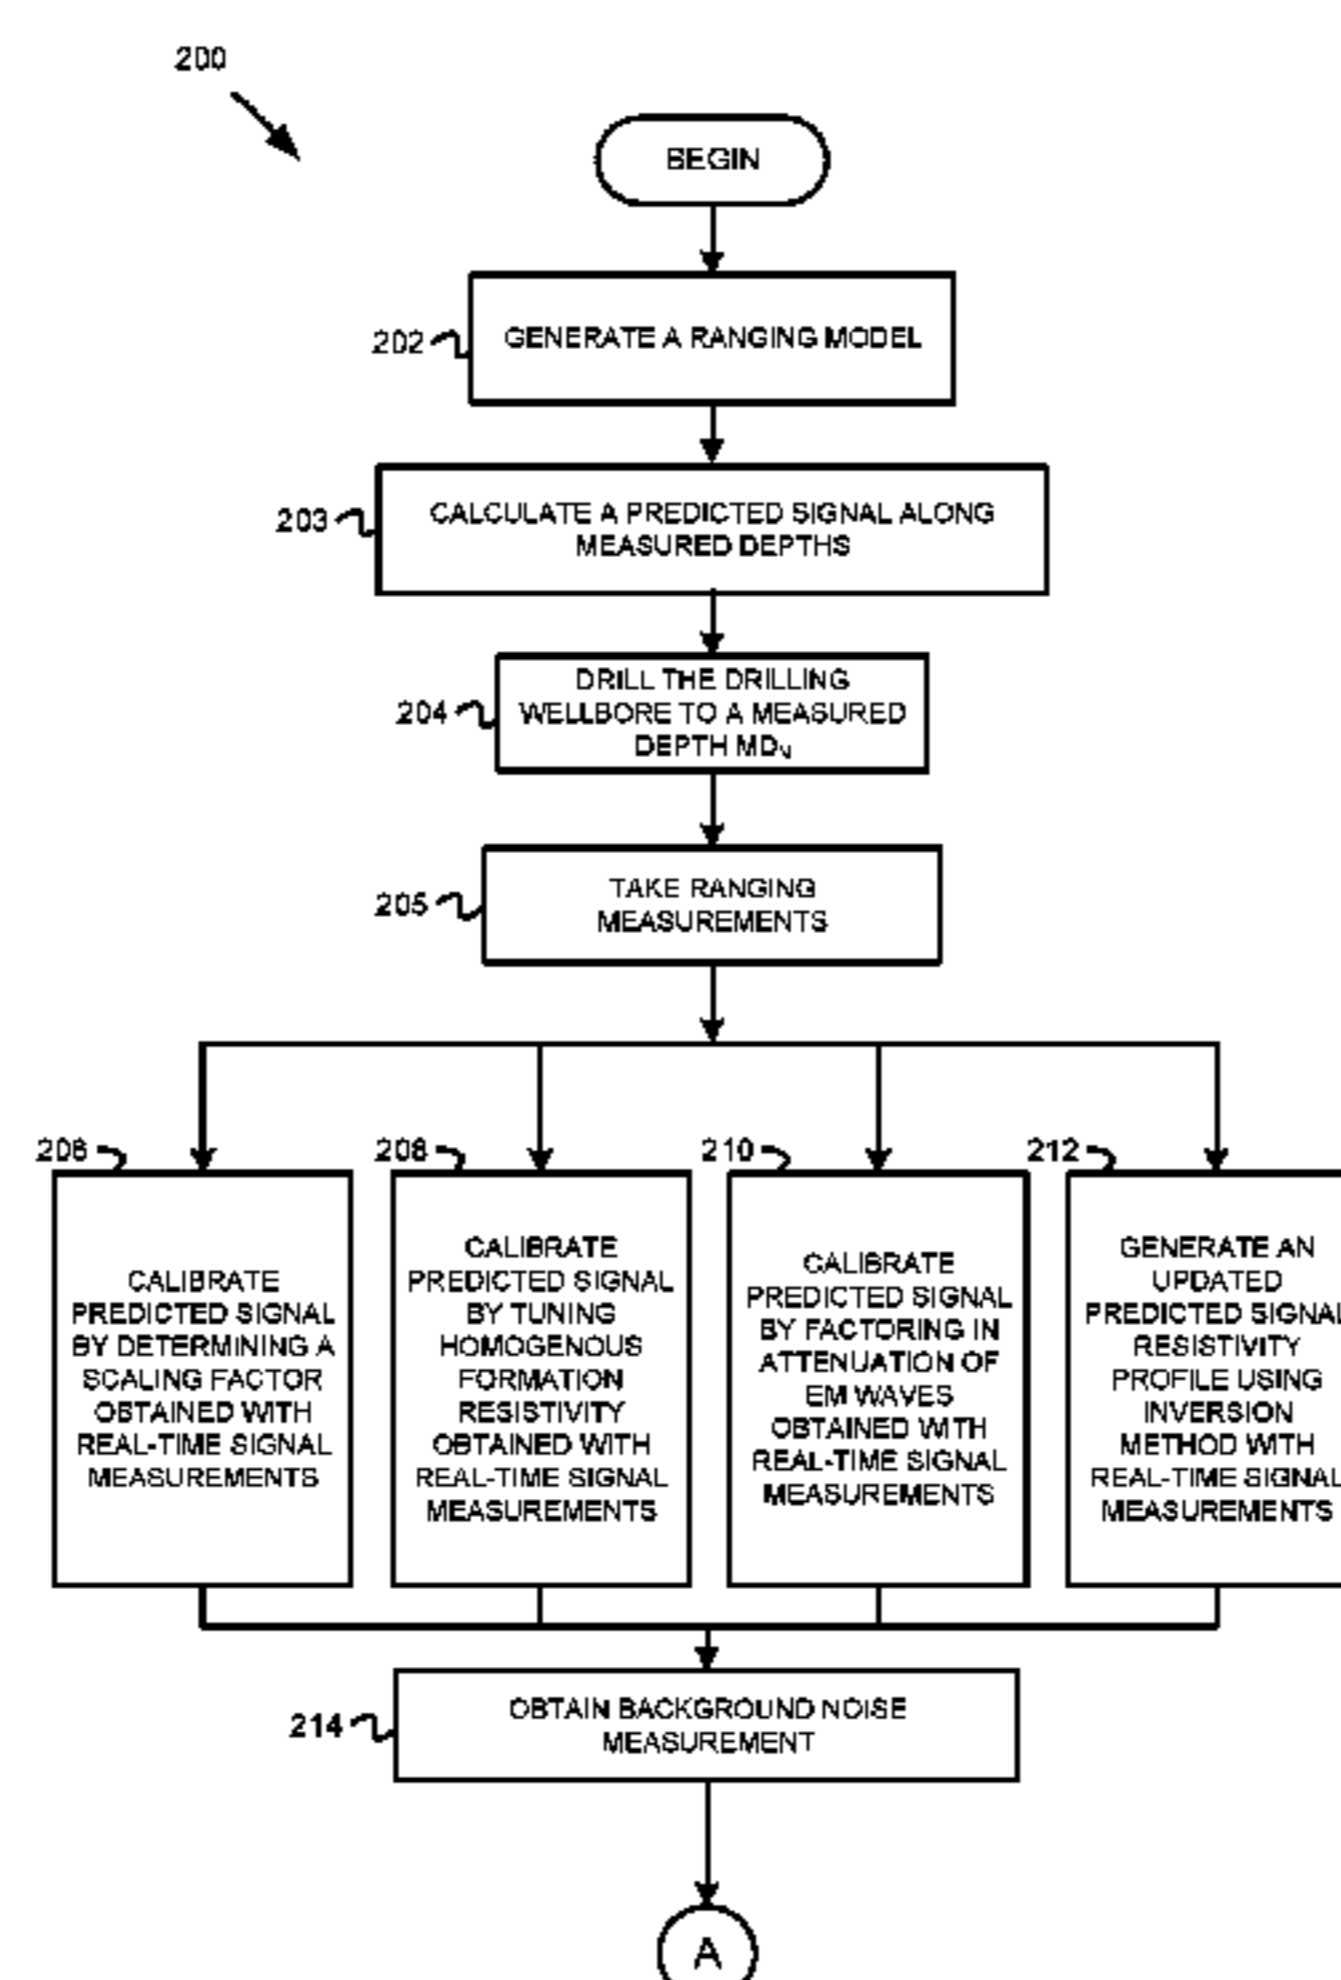 200
BEGIN
202
GENERATE A RANGING MODEL
203
CALCULATE A PREDICTED SIGNAL ALONG
MEASURED DEPTHS
204
DRILL THE DRILLING
WELLBORE TO A MEASURED
DEPTH MDN
205
TAKE RANGING
MEASUREMENTS
206
CALIBRATE
PREDICTED SIGNAL
BY DETERMINING A
SCALING FACTOR
OBTAINED WITH
REAL-TIME SIGNAL
MEASUREMENTS
208
CALIBRATE
PREDICTED SIGNAL
BY TUNING
HOMOGENOUS
FORMATION
RESISTIVITY
OBTAINED WITH
REAL-TIME SIGNAL
MEASUREMENTS
210
CALIBRATE
PREDICTED SIGNAL
BY FACTORING IN
ATTENUATION OF
EM WAVES
OBTAINED WITH
REAL-TIME SIGNAL
MEASUREMENTS
212
GENERATE AN
UPDATED
PREDICTED SIGNAL
RESISTIVITY
PROFILE USING
INVERSION
METHOD WITH
REAL-TIME SIGNAL
MEASUREMENTS
214
OBTAIN BACKGROUND NOISE
MEASUREMENT
A